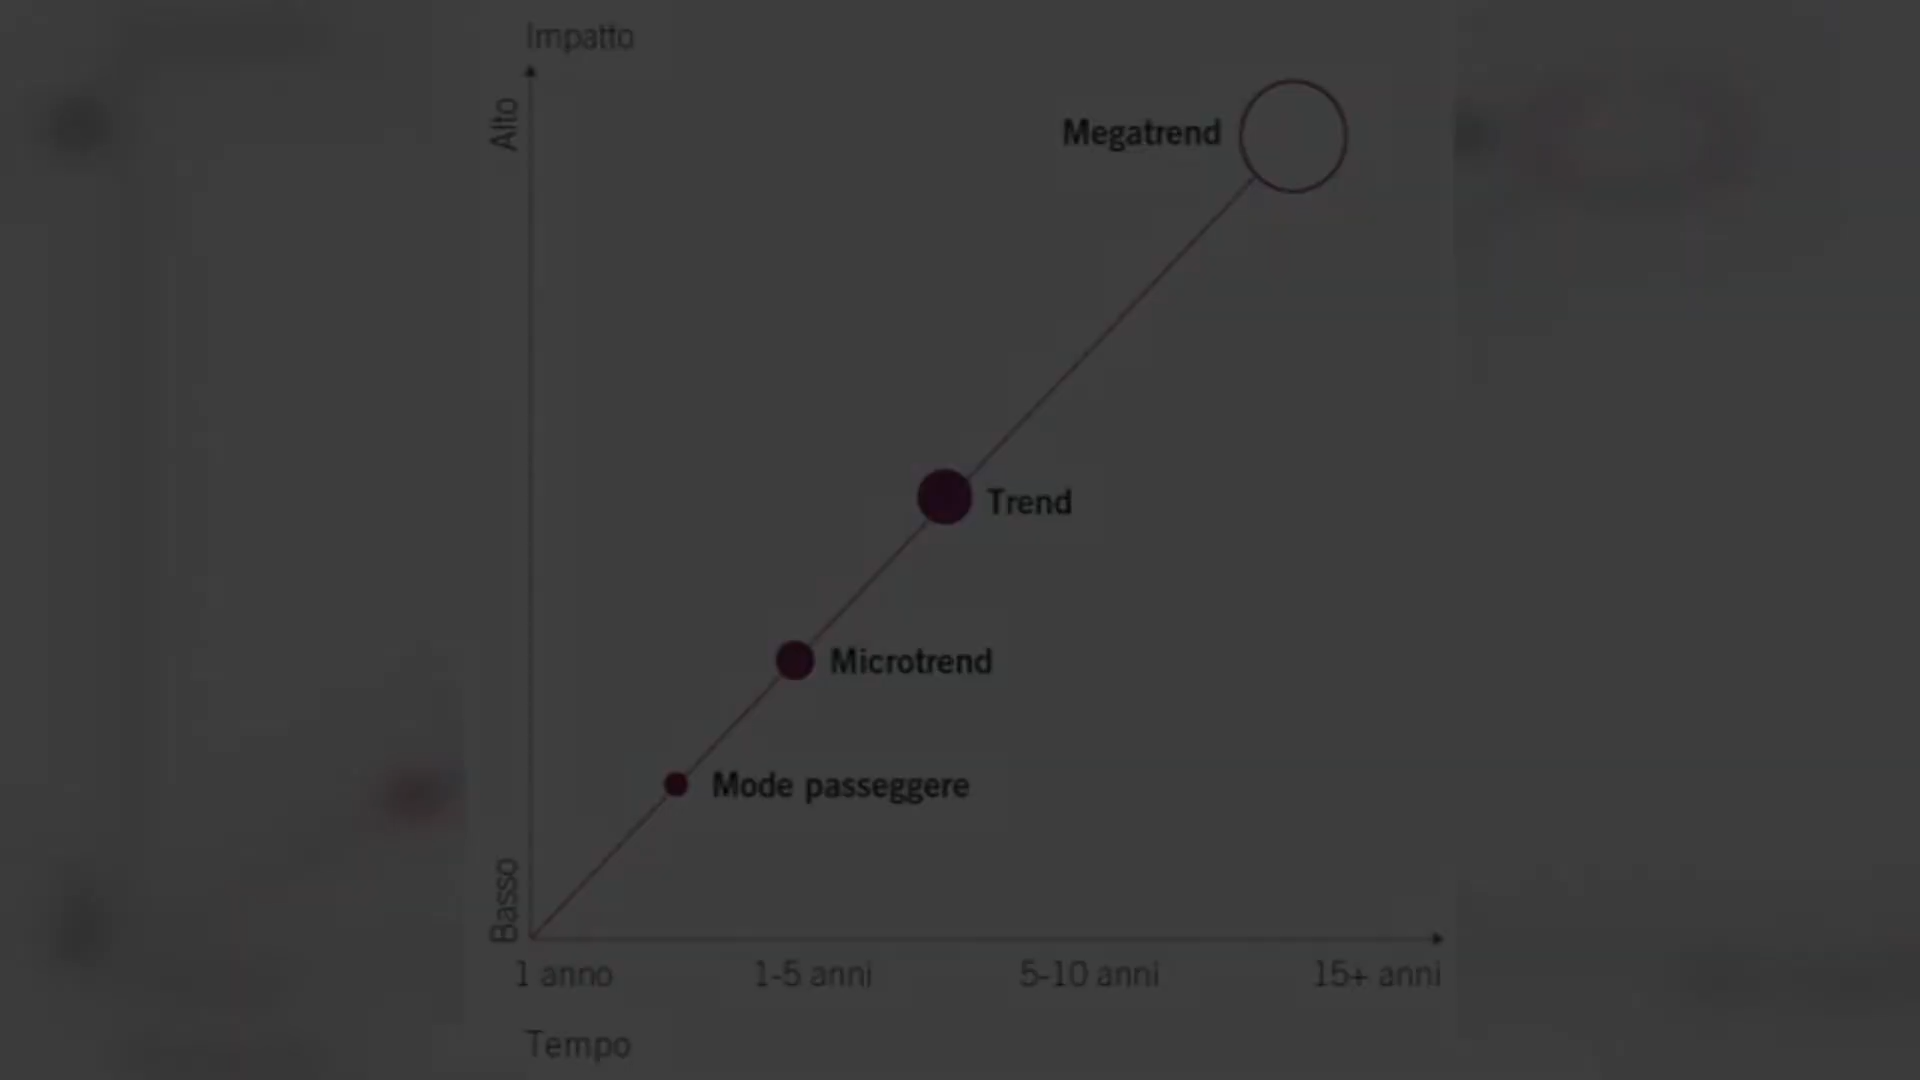 Impatto
Alto
Megatrend
Trend
Microtrend
Mode passeggere
Basso
1 anno
1-5 anni
5-10 anni
15+ anni
Tempo